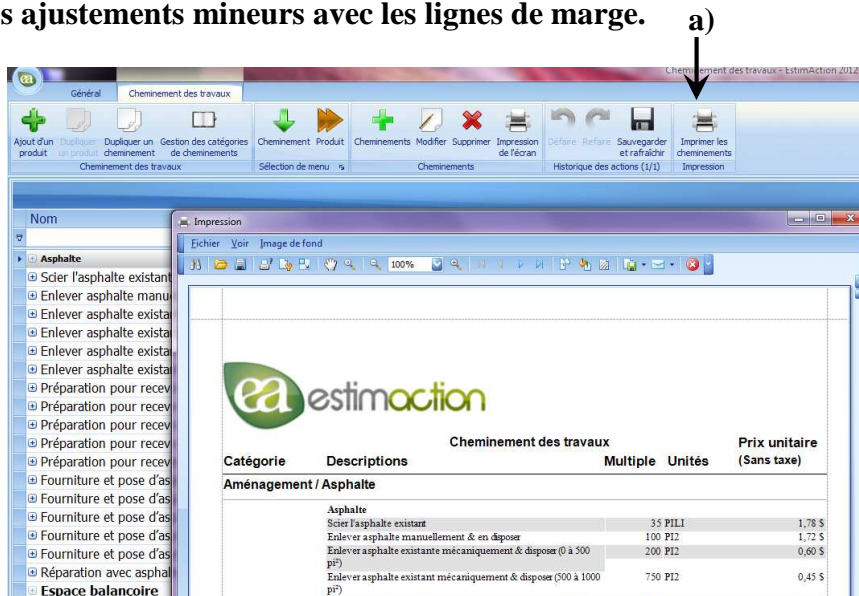 s ajustements mineurs avec les lignes de marge.
a)
Cheminement des travaux - EstimAction 2012
Général Cheminement des travaux
Ajout d'un produit
Dupliquer un produit
Dupliquer un cheminement
Gestion des catégories de cheminements
Cheminement des travaux
Cheminement Produit
Sélection de menu
Cheminements Modifier Supprimer Impression de l'écran
Cheminements
Défaire Refaire Sauvegarder et rafraîchir
Historique des actions (1/1)
Imprimer les cheminements
Impression
Nom
Asphalte
Scier l'asphalte existant
Enlever asphalte manu
Enlever asphalte exista
Enlever asphalte exista
Enlever asphalte exista
Enlever asphalte exista
Préparation pour recev
Préparation pour recev
Préparation pour recev
Préparation pour recev
Préparation pour recev
Fourniture et pose d'as
Fourniture et pose d'as
Fourniture et pose d'as
Fourniture et pose d'as
Fourniture et pose d'as
Réparation avec asphal
Espace balançoire
Impression
Fichier Voir Image de fond
100%
ea estimaction
Cheminement des travaux
Prix unitaire
Catégorie Descriptions Multiple Unités (Sans taxe)
Aménagement / Asphalte
Asphalte
Scier l'asphalte existant 35 PILI 1,78 $
Enlever asphalte manuellement & en disposer 100 PI2 1,72 $
Enlever asphalte existante mécaniquement & disposer (0 à 500 200 PI2 0,60 $
pi²)
Enlever asphalte existant mécaniquement & disposer (500 à 1000 750 PI2 0,45 $
pi²)